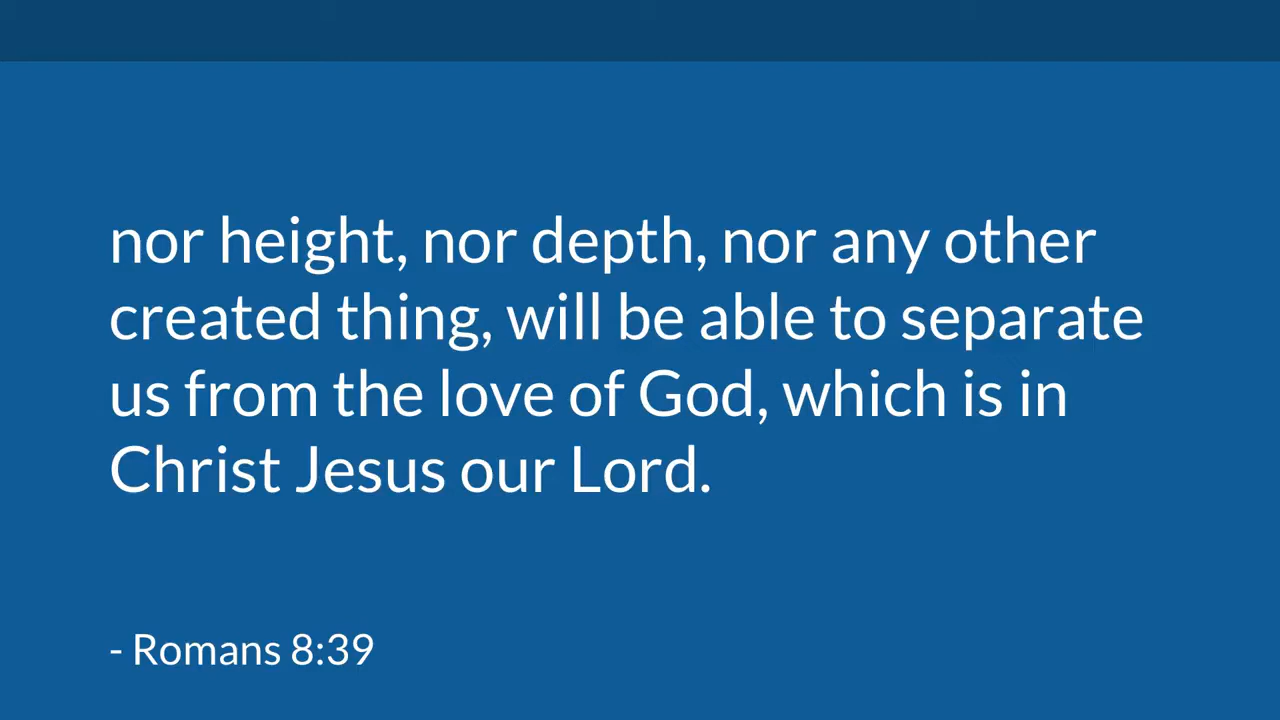 nor height, nor depth, nor any other
created thing, will be able to separate
us from the love of God, which is in
Christ Jesus our Lord.
- Romans 8:39